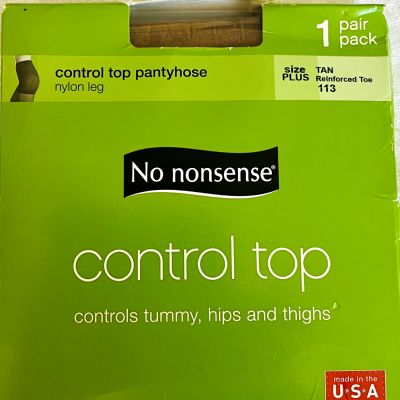 1 pair
pack
control top pantyhose
nylon leg
size
PLUS
TAN
Reinforced Toe
113
No nonsense®
control top
controls tummy, hips and thighs
made in the
U★S★A